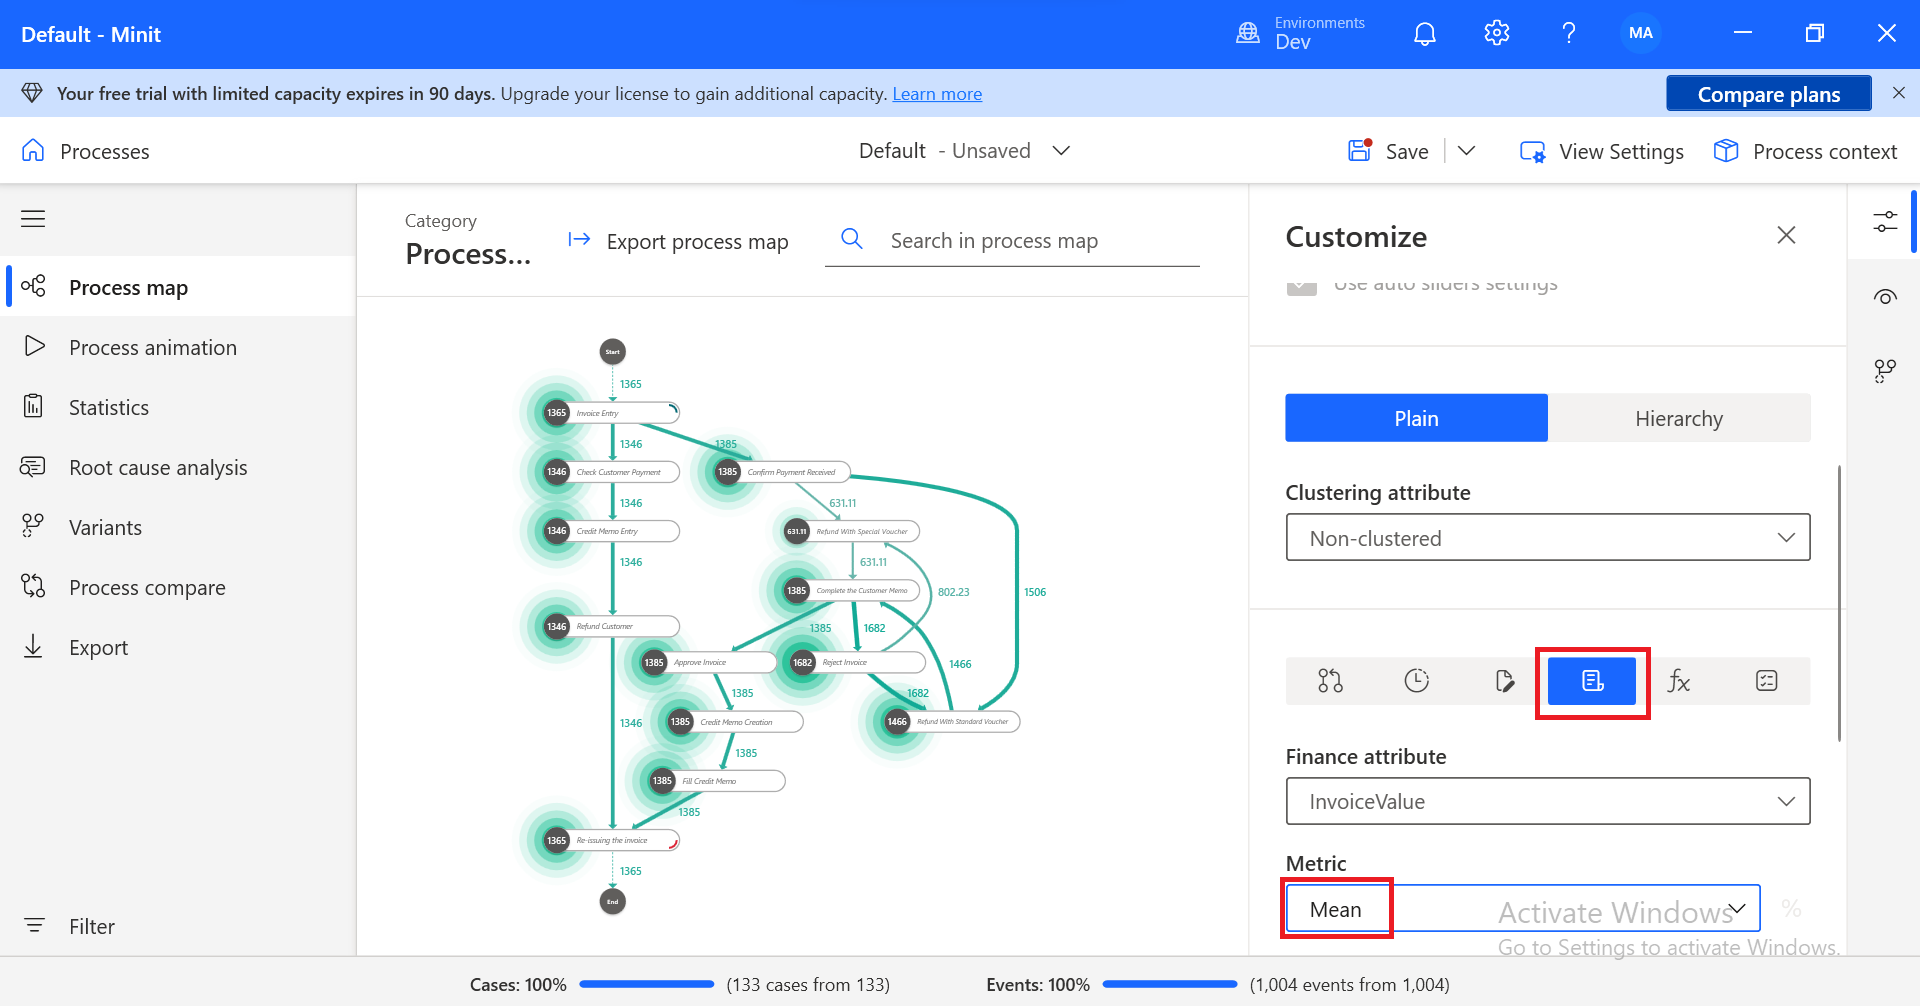 Default - Minit
Environments
Dev
MA
Your free trial with limited capacity expires in 90 days. Upgrade your license to gain additional capacity. Learn more
Compare plans
Processes
Default - Unsaved
Save
View Settings
Process context
Process map
Process animation
Statistics
Root cause analysis
Variants
Process compare
Export
Filter
Category
Process...
Export process map
Search in process map
Start
1365
1365 Invoice Entry
1346
1385
1346 Check Customer Payment
1385 Confirm Payment Received
1346
631.11
1346 Credit Memo Entry
631.11 Refund With Special Voucher
1346
631.11
1385 Complete the Customer Memo
802.23
1506
1346 Refund Customer
1385
1682
1385 Approve Invoice
1682 Reject Invoice
1466
1385
1682
1346
1385 Credit Memo Creation
1466 Refund With Standard Voucher
1385
1385 Fill Credit Memo
1385
1365 Re-issuing the invoice
1365
End
Customize
Use auto sliders settings
Plain
Hierarchy
Clustering attribute
Non-clustered
fx
Finance attribute
InvoiceValue
Metric
Mean
%
Activate Windows
Go to Settings to activate Windows.
Cases: 100% (133 cases from 133)
Events: 100% (1,004 events from 1,004)